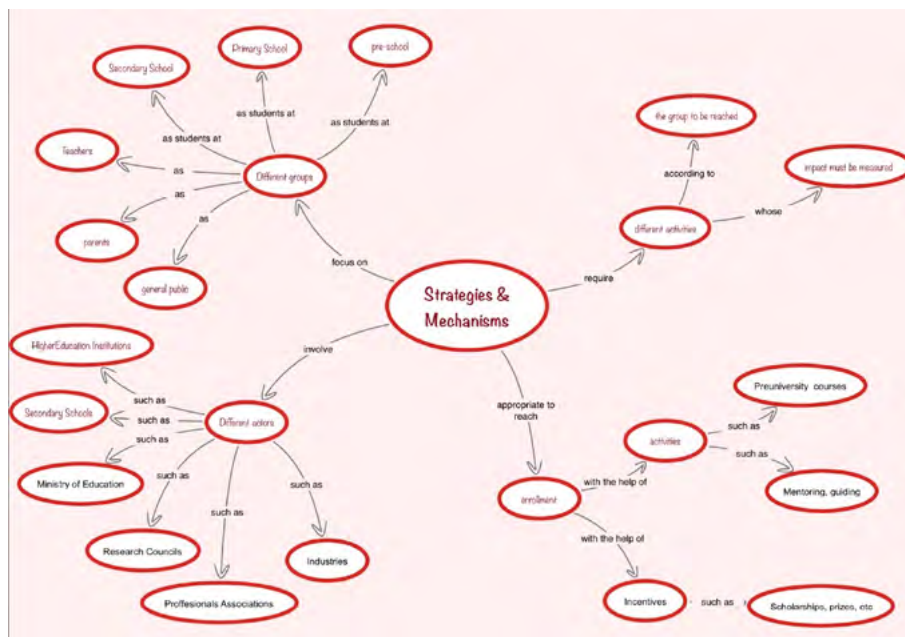 Primary School
pre-school
Secondary School
as students at
as students at
as students at
Teachers
as
Different groups
as
parents
as
general public
focus on
the group to be reached
according to
impact must be measured
whose
different activities
require
Strategies &
Mechanisms
involve
HigherEducation Institutions
such as
Secondary Schools
such as
Different actors
such as
Ministry of Education
such as
such as
such as
Research Councils
Industries
Proffesionals Associations
appropriate to
reach
Preuniversity courses
such as
activities
such as
with the help of
enrollment
Mentoring, guiding
with the help of
Incentives
such as
Scholarships, prizes, etc